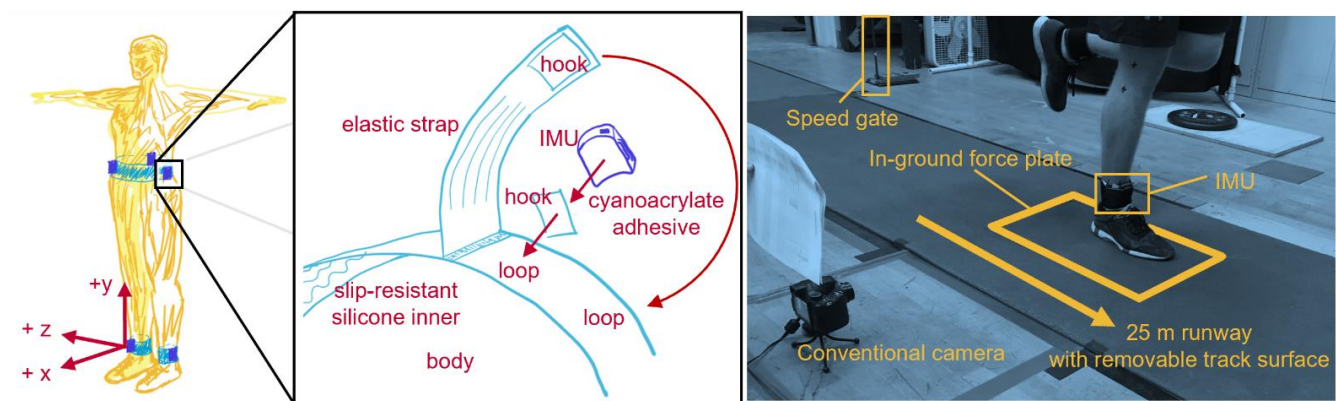 +y
+ z
+ x
hook
elastic strap
IMU
hook
cyanoacrylate
adhesive
loop
slip-resistant
silicone inner
loop
body
Speed gate
In-ground force plate
IMU
25 m runway
with removable track surface
Conventional camera